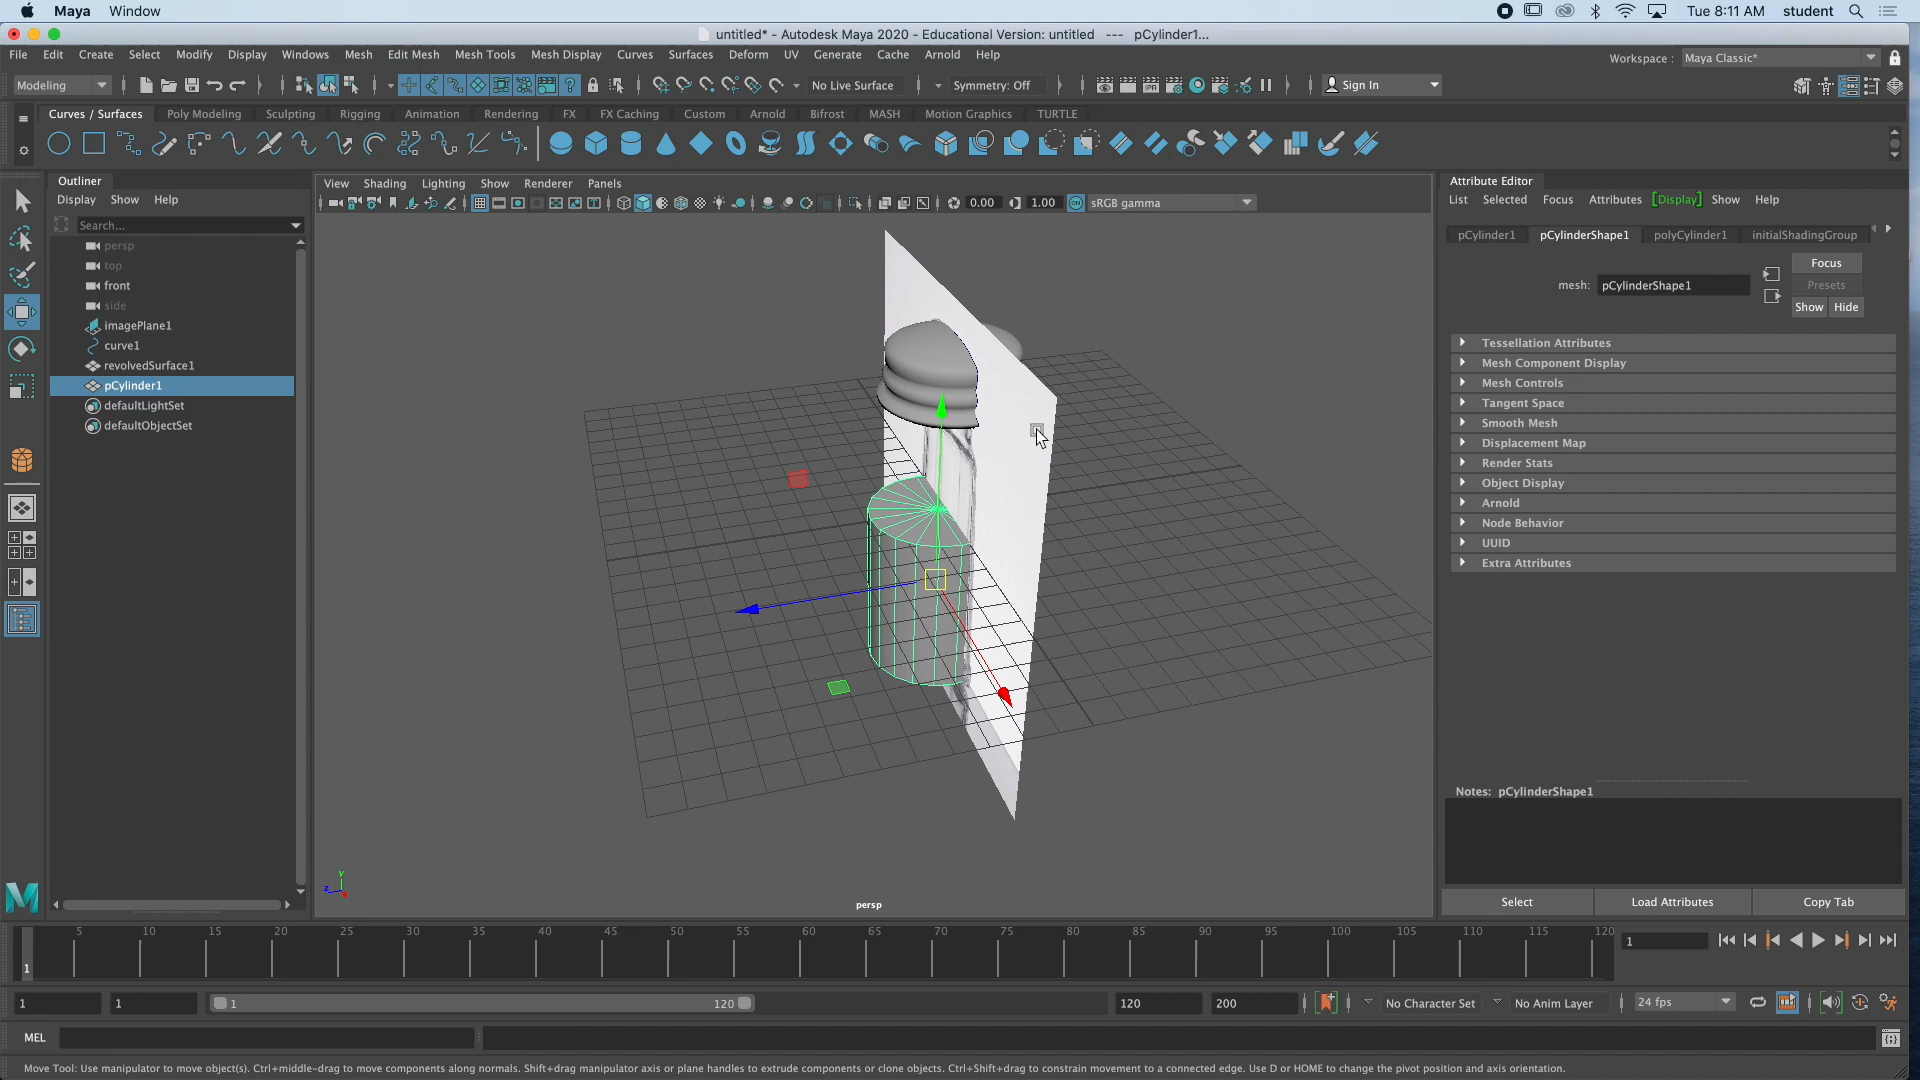 Maya Window Tue 8:11 AM student
untitled* - Autodesk Maya 2020 - Educational Version: untitled --- pCylinder1...
File Edit Create Select Modify Display Windows Mesh Edit Mesh Mesh Tools Mesh Display Curves Surfaces Deform UV Generate Cache Arnold Help Workspace : Maya Classic*
Modeling No Live Surface Symmetry: Off Sign In
Curves / Surfaces Poly Modeling Sculpting Rigging Animation Rendering FX FX Caching Custom Arnold Bifrost MASH Motion Graphics TURTLE
Outliner
Display Show Help
Search...
persp
top
front
side
imagePlane1
curve1
revolvedSurface1
pCylinder1
defaultLightSet
defaultObjectSet
View Shading Lighting Show Renderer Panels
0.00 1.00 ON sRGB gamma
y
z
persp
Attribute Editor
List Selected Focus Attributes [Display] Show Help
pCylinder1 pCylinderShape1 polyCylinder1 initialShadingGroup
Focus
mesh: pCylinderShape1 Presets
Show Hide
Tessellation Attributes
Mesh Component Display
Mesh Controls
Tangent Space
Smooth Mesh
Displacement Map
Render Stats
Object Display
Arnold
Node Behavior
UUID
Extra Attributes
Notes: pCylinderShape1
Select Load Attributes Copy Tab
5 10 15 20 25 30 35 40 45 50 55 60 65 70 75 80 85 90 95 100 105 110 115 120
1 1
1 1 1 120 120 200 No Character Set No Anim Layer 24 fps
MEL
Move Tool: Use manipulator to move object(s). Ctrl+middle-drag to move components along normals. Shift+drag manipulator axis or plane handles to extrude components or clone objects. Ctrl+Shift+drag to constrain movement to a connected edge. Use D or HOME to change the pivot position and axis orientation.